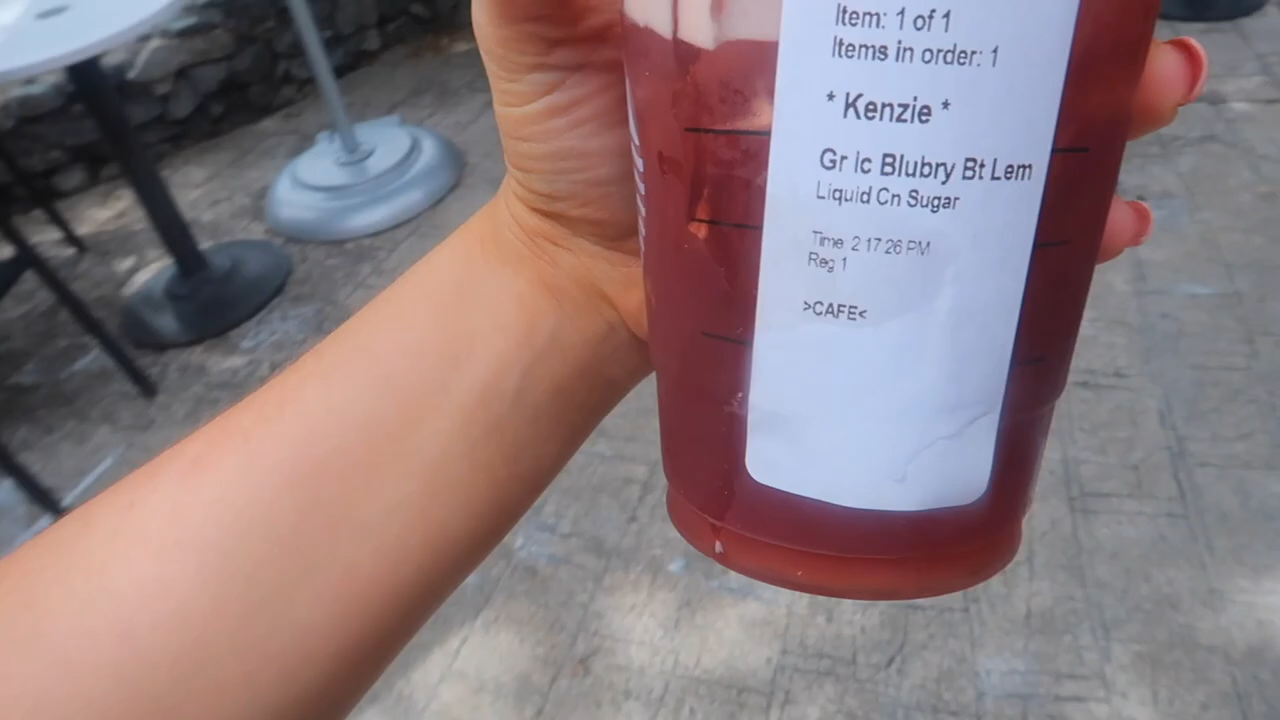 Item: 1 of 1
Items in order: 1
* Kenzie *
Gr Ic Blubry Bt Lem
Liquid Cn Sugar
Time 2 17 26 PM
Reg 1
>CAFE<